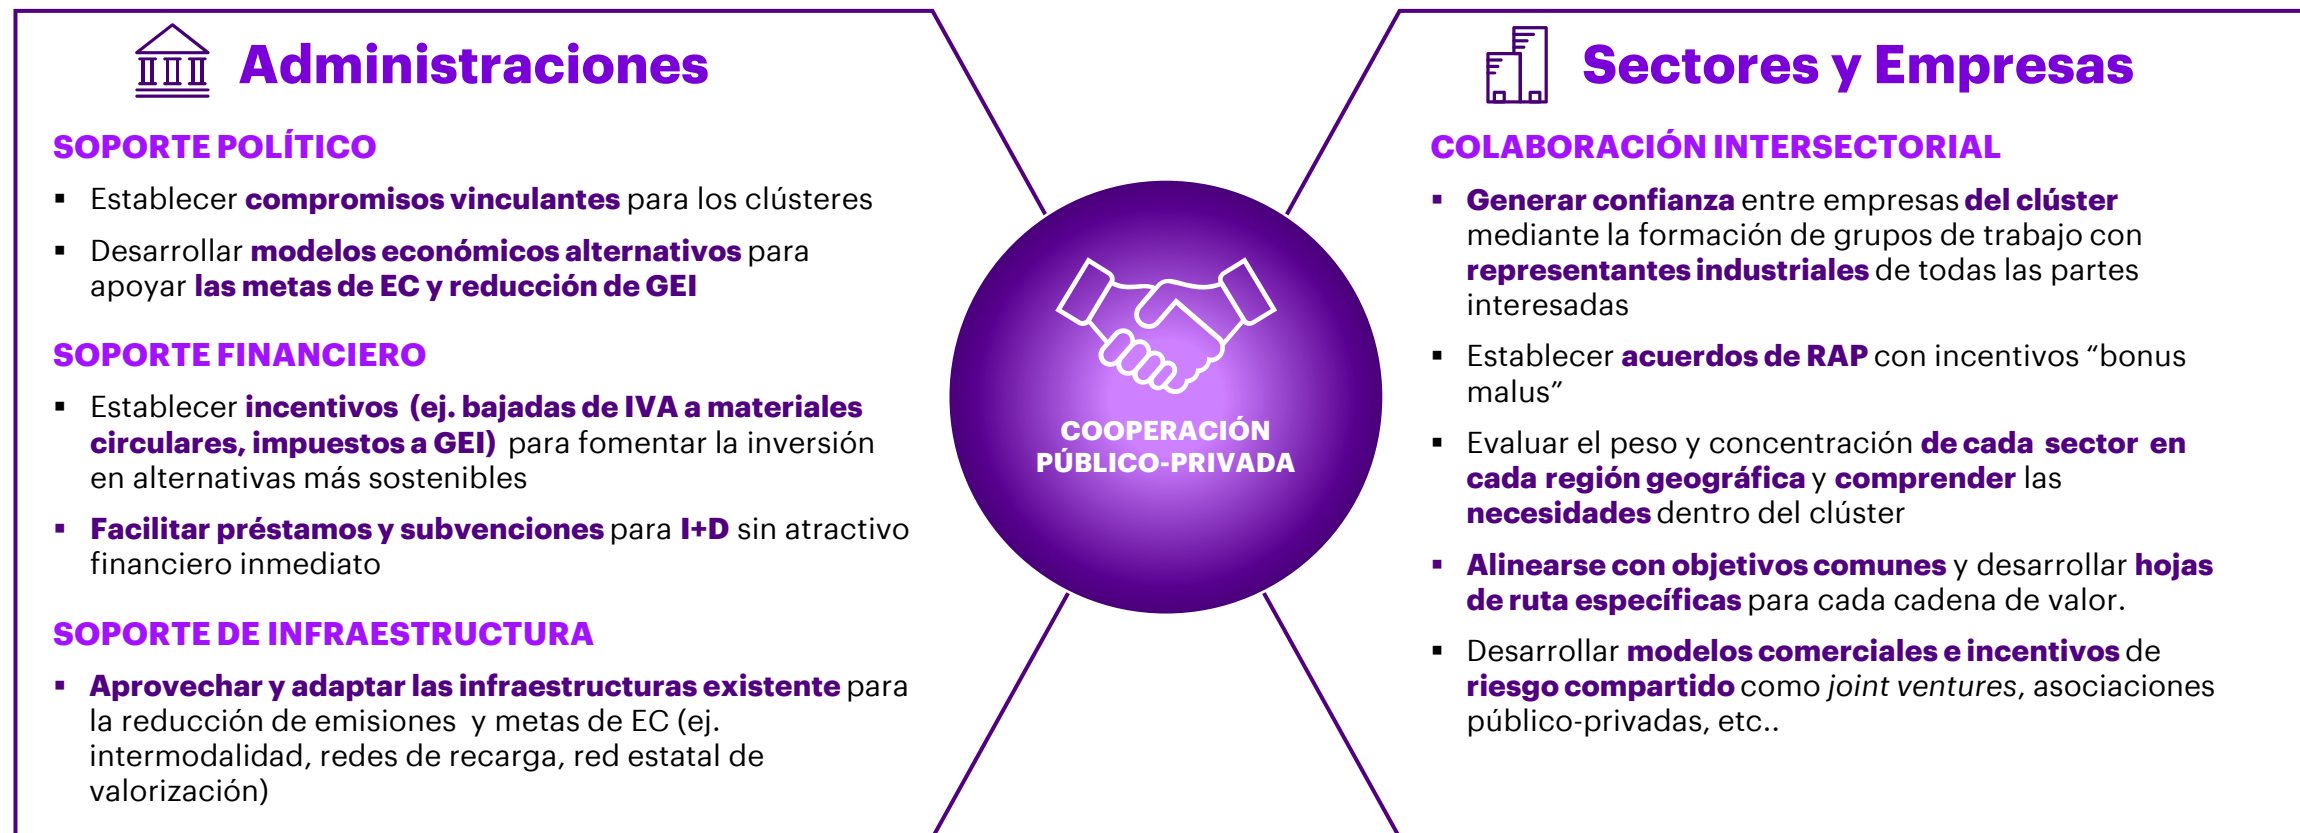 Administraciones
SOPORTE POLÍTICO
▪ Establecer compromisos vinculantes para los clústeres
▪ Desarrollar modelos económicos alternativos para
apoyar las metas de EC y reducción de GEI
SOPORTE FINANCIERO
▪ Establecer incentivos (ej. bajadas de IVA a materiales
circulares, impuestos a GEI) para fomentar la inversión
en alternativas más sostenibles
▪ Facilitar préstamos y subvenciones para I+D sin atractivo
financiero inmediato
SOPORTE DE INFRAESTRUCTURA
▪ Aprovechar y adaptar las infraestructuras existente para
la reducción de emisiones y metas de EC (ej.
intermodalidad, redes de recarga, red estatal de
valorización)
COOPERACIÓN
PÚBLICO-PRIVADA
Sectores y Empresas
COLABORACIÓN INTERSECTORIAL
▪ Generar confianza entre empresas del clúster
mediante la formación de grupos de trabajo con
representantes industriales de todas las partes
interesadas
▪ Establecer acuerdos de RAP con incentivos “bonus
malus”
▪ Evaluar el peso y concentración de cada sector en
cada región geográfica y comprender las
necesidades dentro del clúster
▪ Alinearse con objetivos comunes y desarrollar hojas
de ruta específicas para cada cadena de valor.
▪ Desarrollar modelos comerciales e incentivos de
riesgo compartido como joint ventures, asociaciones
público-privadas, etc..